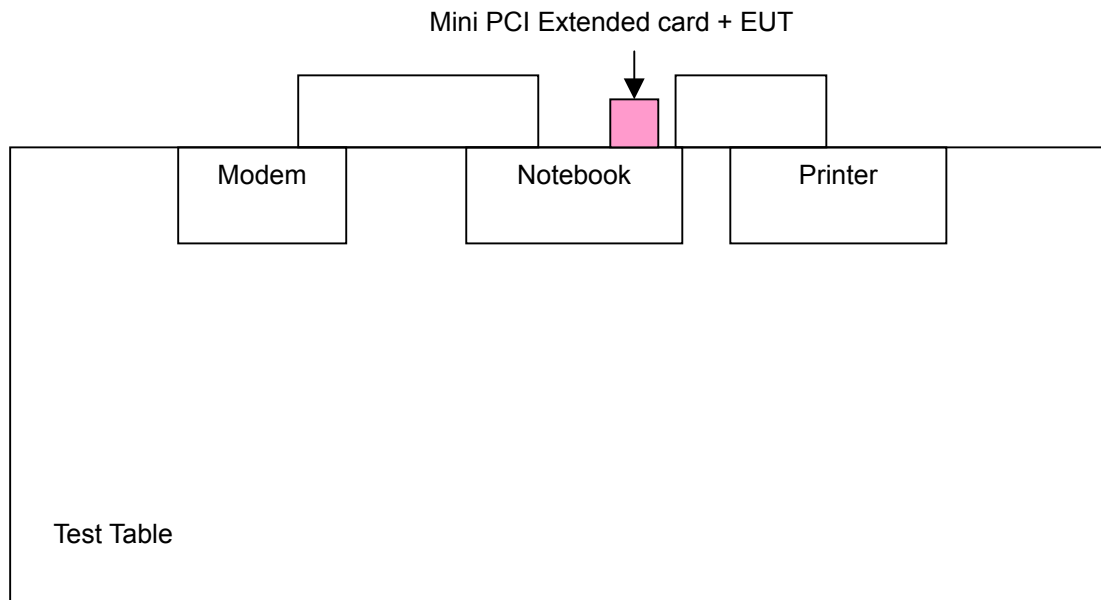 Mini PCI Extended card + EUT
Modem
Notebook
Printer
Test Table